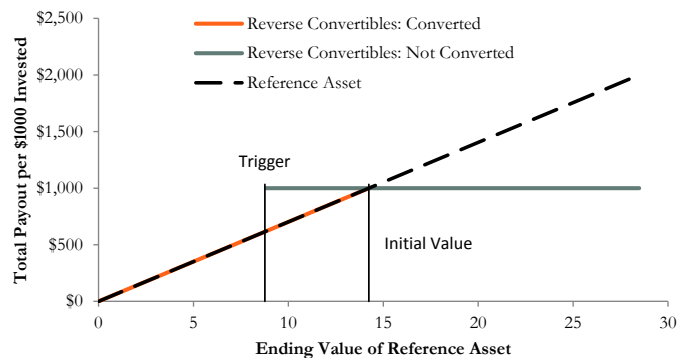 $2,500
Reverse Convertibles: Converted
Reverse Convertibles: Not Converted
$2,000
Reference Asset
$1,500
Trigger
$1,000
$500
Initial Value
$0
0 5 10 15 20 25 30
Total Payout per $1000 Invested
Ending Value of Reference Asset